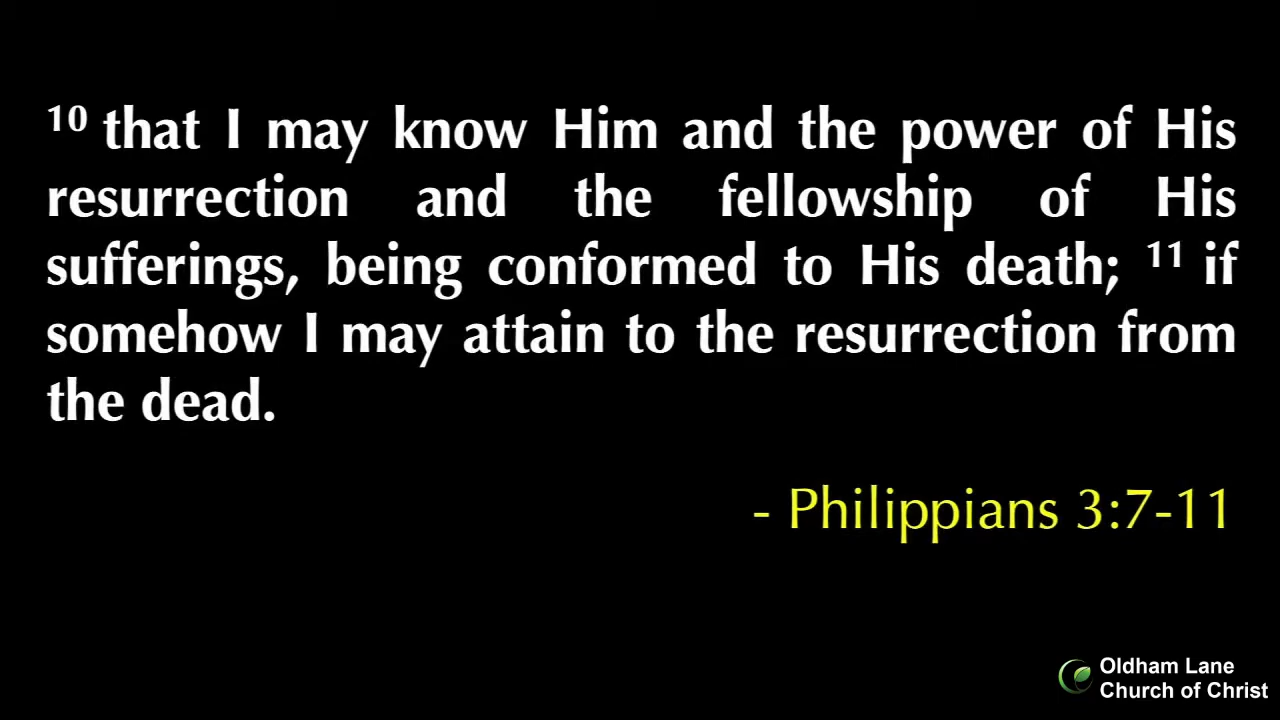 10 that I may know Him and the power of His
resurrection and the fellowship of His
sufferings, being conformed to His death; 11 if
somehow I may attain to the resurrection from
the dead.
- Philippians 3:7-11
Oldham Lane
Church of Christ